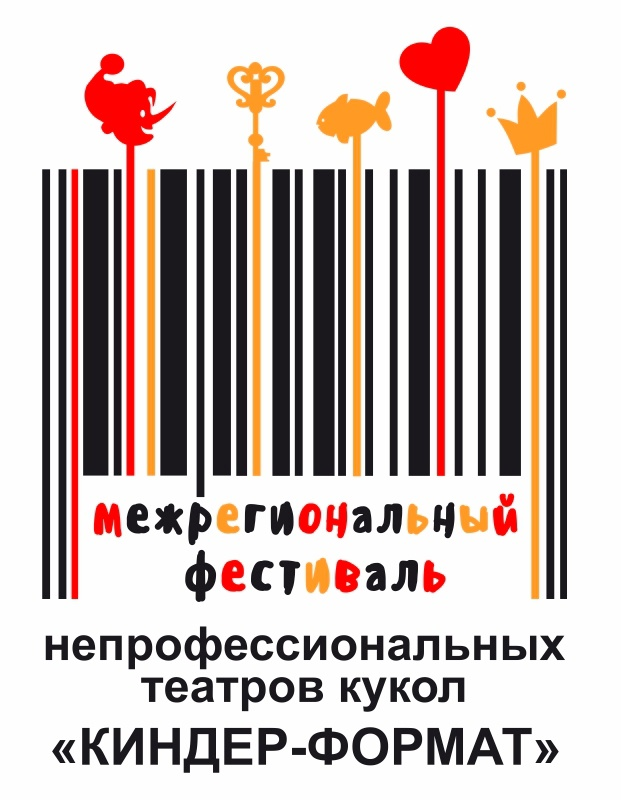 межрегиональный
фестиваль
непрофессиональных
театров кукол
«КИНДЕР-ФОРМАТ»